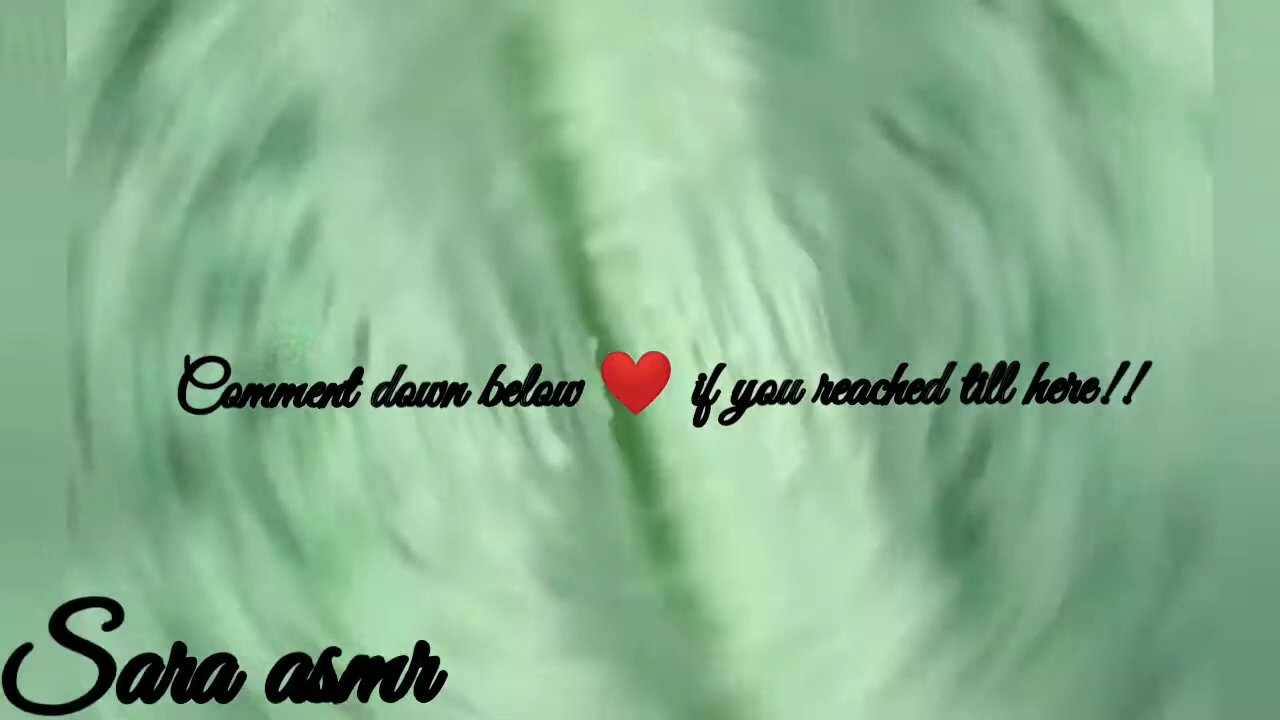 Comment down below ❤️ if you reached till here!!
Sara asmr